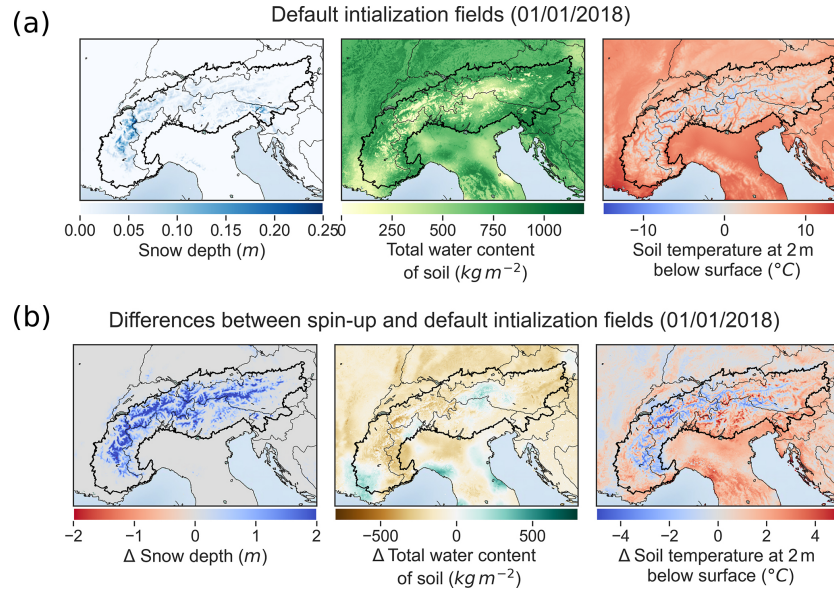 (a)
Default intialization fields (01/01/2018)
0.00 0.05 0.10 0.15 0.20 0.25
Snow depth (m)
0 250 500 750 1000
Total water content
of soil (kg m⁻²)
−10 0 10
Soil temperature at 2 m
below surface (°C)
(b)
Differences between spin-up and default intialization fields (01/01/2018)
−2 −1 0 1 2
Δ Snow depth (m)
−500 0 500
Δ Total water content
of soil (kg m⁻²)
−4 −2 0 2 4
Δ Soil temperature at 2 m
below surface (°C)